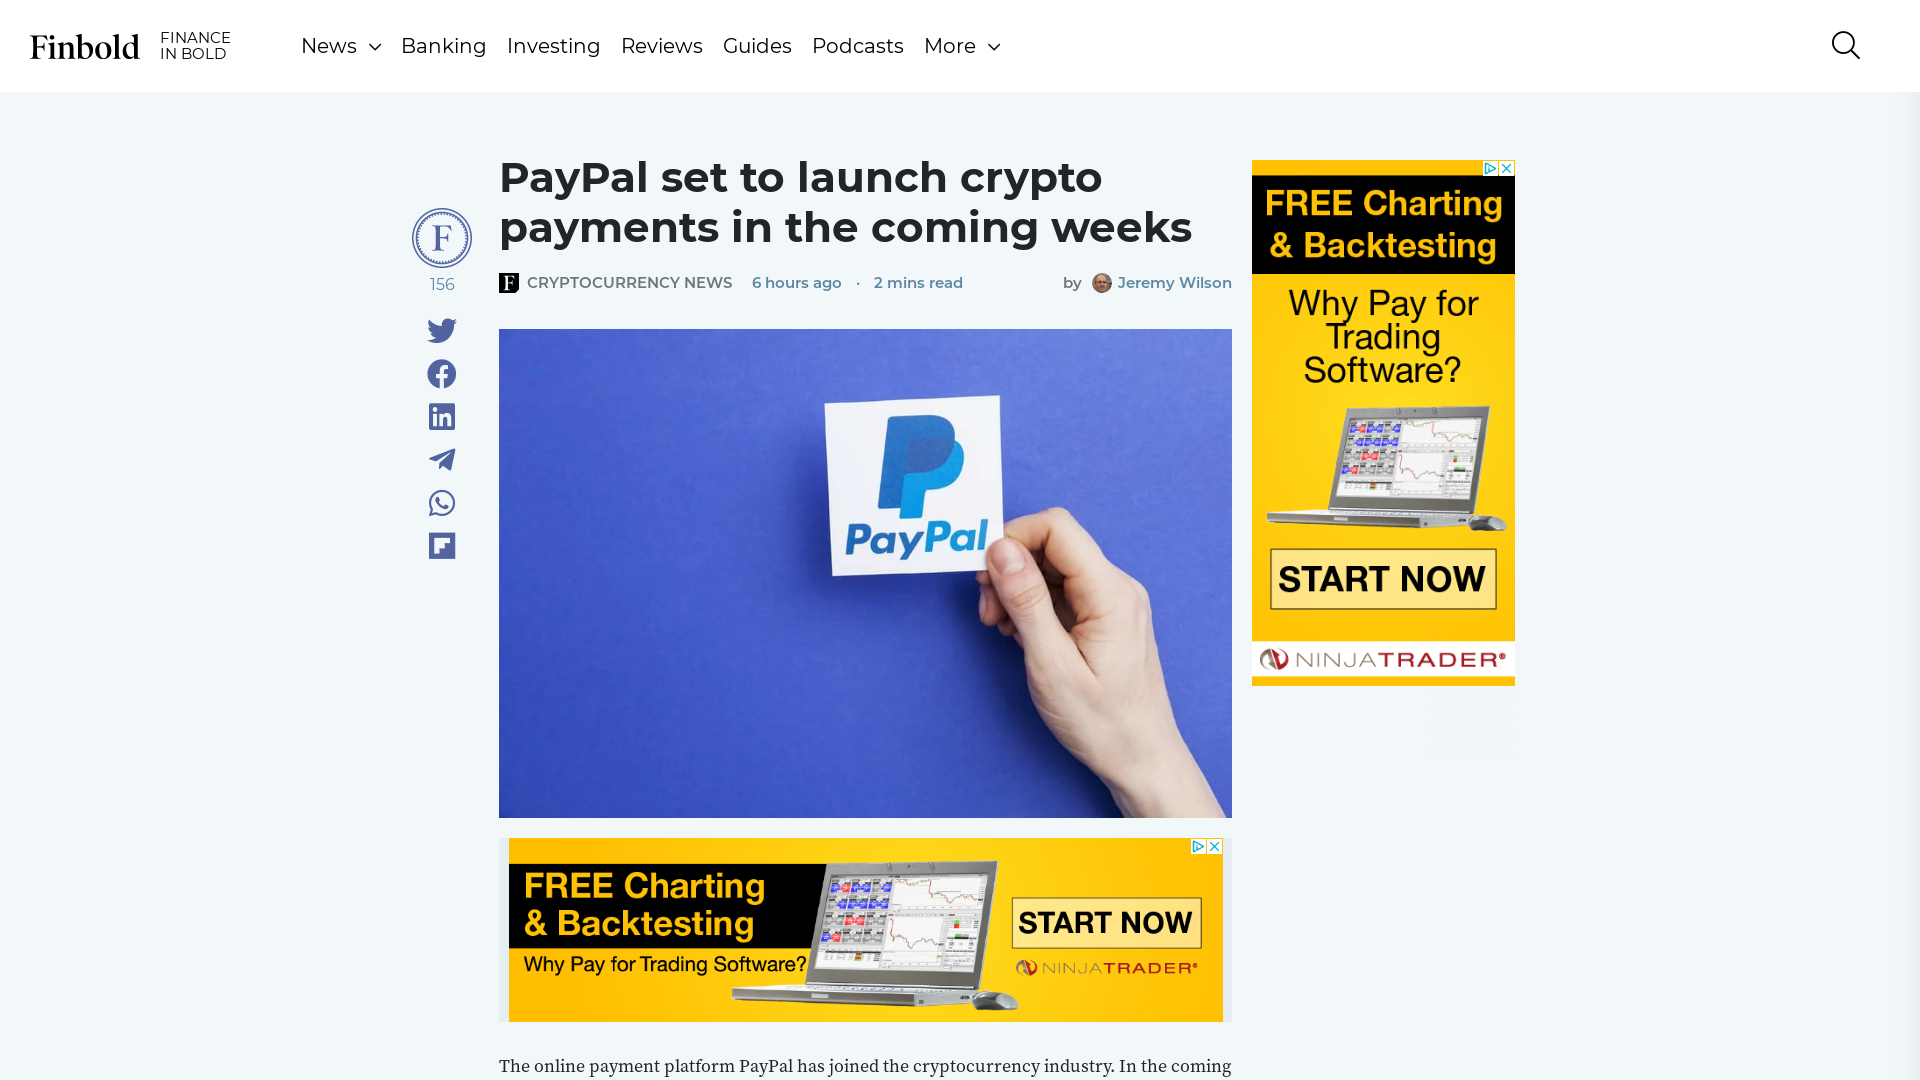 Finbold
FINANCE
IN BOLD
News
Banking
Investing
Reviews
Guides
Podcasts
More
PayPal set to launch crypto
payments in the coming weeks
F
156
F CRYPTOCURRENCY NEWS 6 hours ago · 2 mins read by Jeremy Wilson
PayPal
FREE Charting
& Backtesting
Why Pay for
Trading
Software?
START NOW
NINJATRADER®
FREE Charting
& Backtesting
Why Pay for Trading Software?
START NOW
NINJATRADER®
The online payment platform PayPal has joined the cryptocurrency industry. In the coming